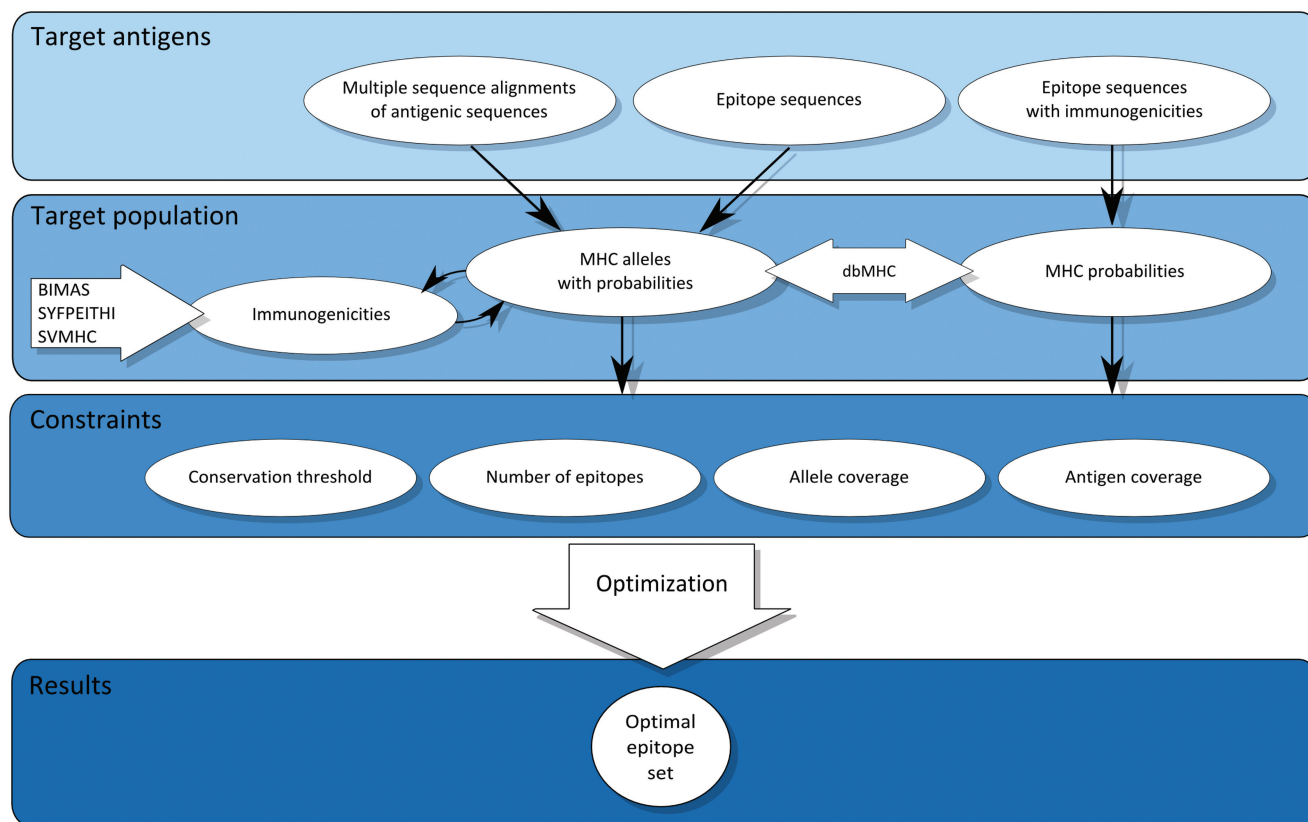 Target antigens
Multiple sequence alignments
of antigenic sequences
Epitope sequences
Epitope sequences
with immunogenicities
Target population
BIMAS
SYFPEITHI
SVMHC
Immunogenicities
MHC alleles
with probabilities
dbMHC
MHC probabilities
Constraints
Conservation threshold
Number of epitopes
Allele coverage
Antigen coverage
Optimization
Results
Optimal
epitope
set